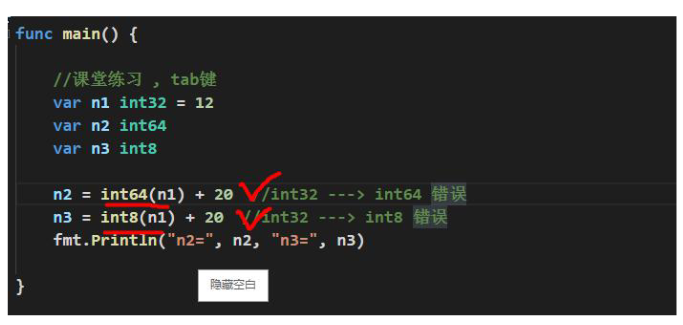 func main() {
//课堂练习 , tab键
var n1 int32 = 12
var n2 int64
var n3 int8
n2 = int64(n1) + 20 //int32 ---> int64 错误
n3 = int8(n1) + 20 //int32 ---> int8 错误
fmt.Println("n2=", n2, "n3=", n3)
隐藏空白
}